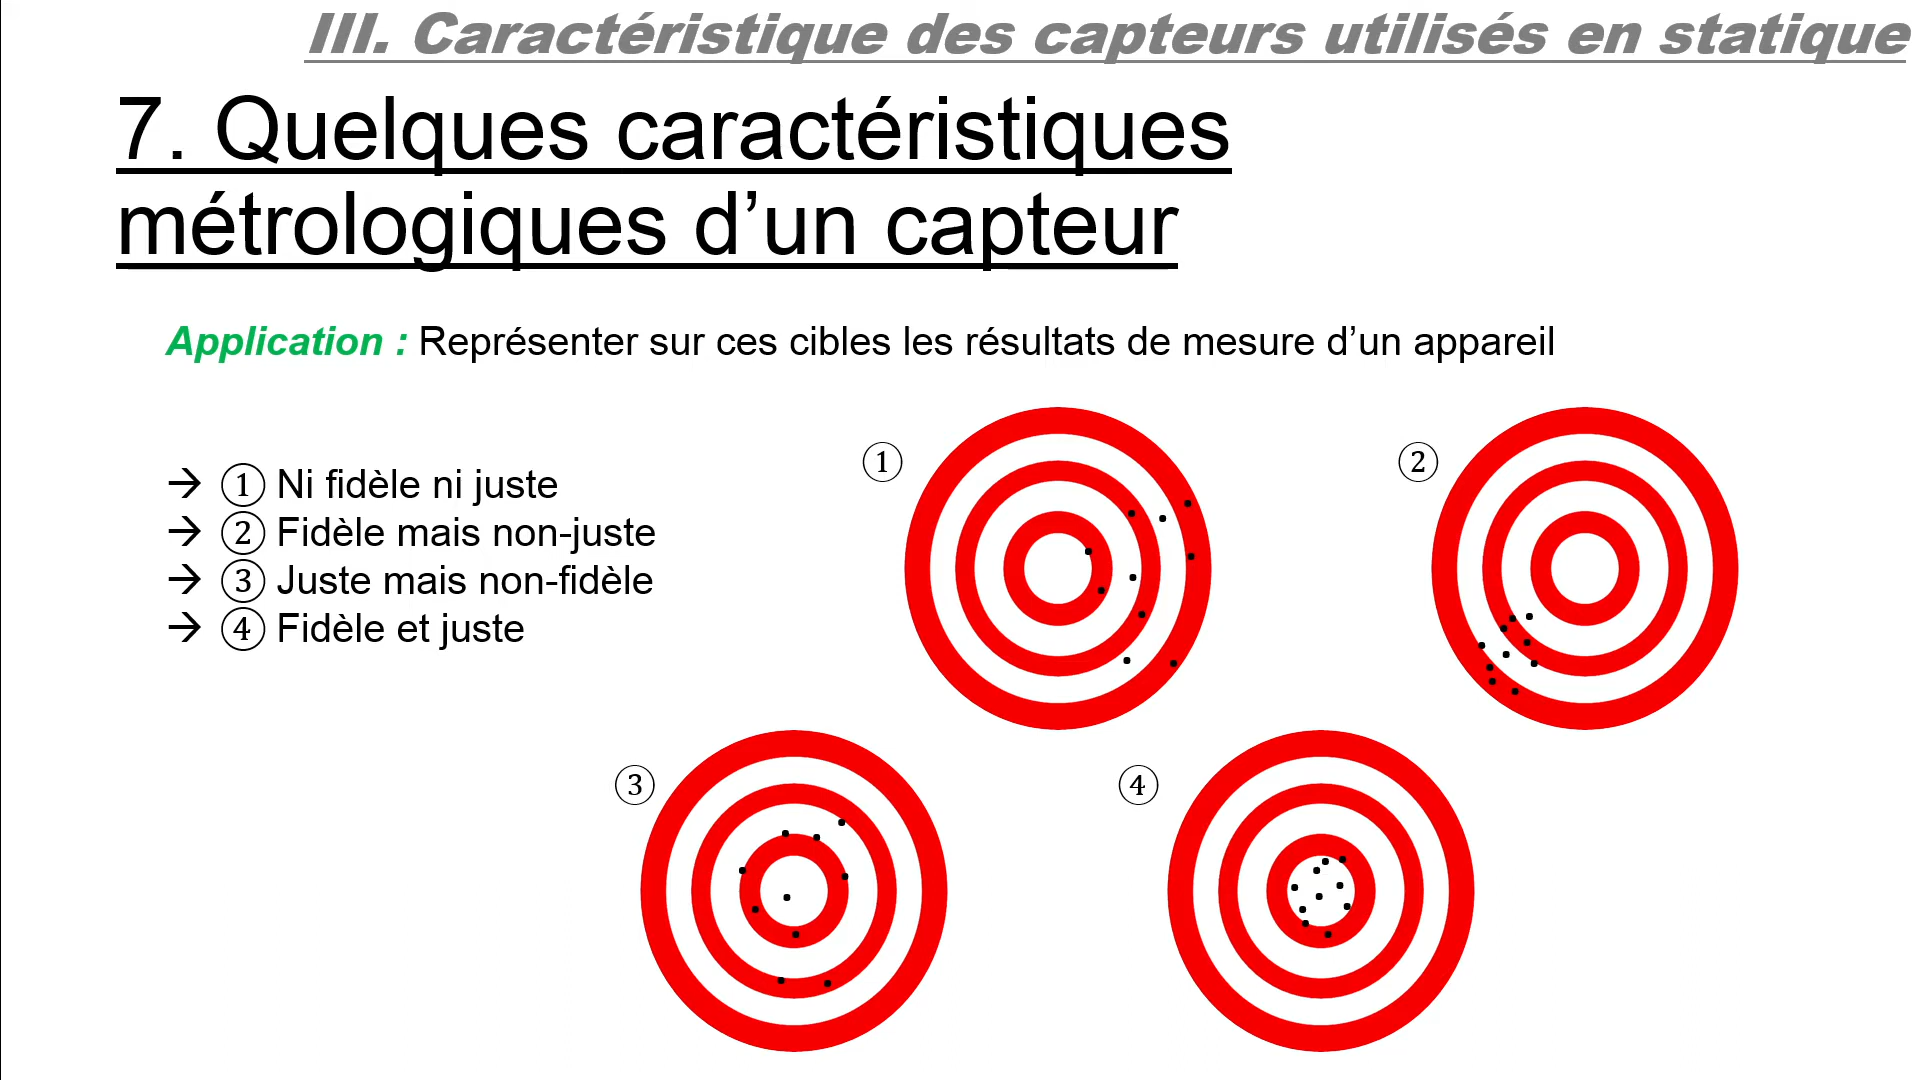 III. Caractéristique des capteurs utilisés en statique
7. Quelques caractéristiques
métrologiques d’un capteur
Application : Représenter sur ces cibles les résultats de mesure d’un appareil
→ ① Ni fidèle ni juste
→ ② Fidèle mais non-juste
→ ③ Juste mais non-fidèle
→ ④ Fidèle et juste
①
②
③
④